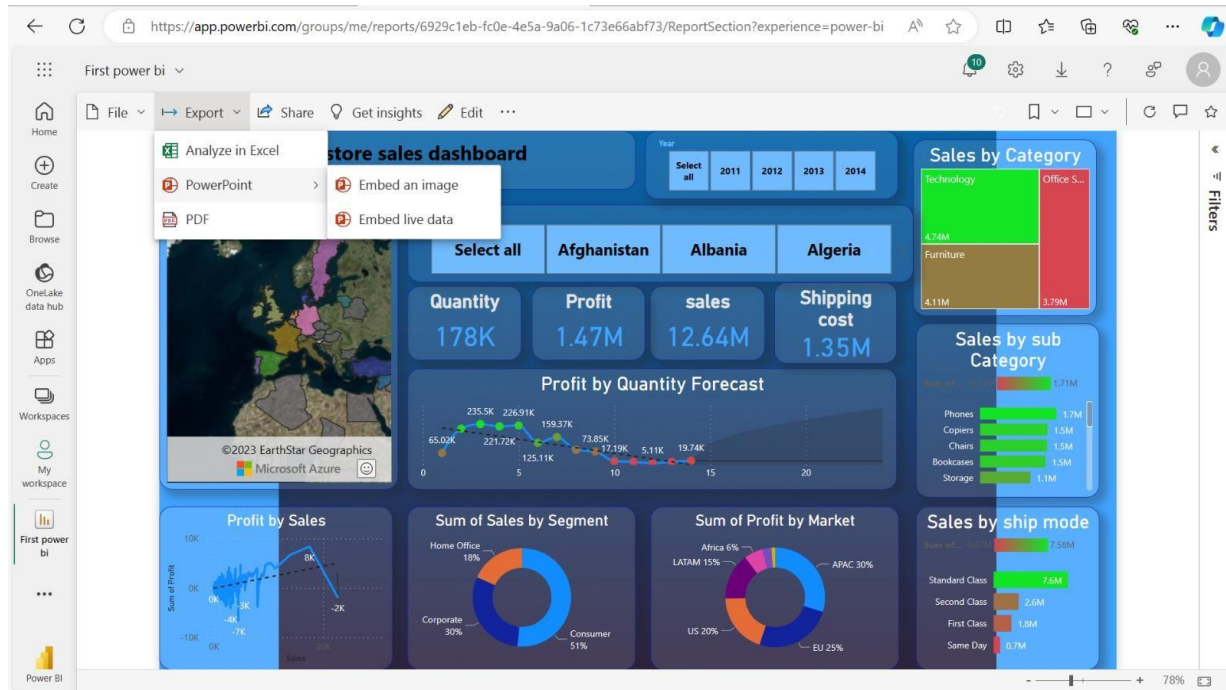 https://app.powerbi.com/groups/me/reports/6929c1eb-fc0e-4e5a-9a06-1c73e66abf73/ReportSection?experience=power-bi
First power bi
10
File
Export
Share
Get insights
Edit
Home
Create
Browse
OneLake
data hub
Apps
Workspaces
My
workspace
First power
bi
Power BI
Analyze in Excel
PowerPoint
PDF
Embed an image
Embed live data
store sales dashboard
Year
Select
all
2011
2012
2013
2014
Select all
Afghanistan
Albania
Algeria
Quantity
178K
Profit
1.47M
sales
12.64M
Shipping
cost
1.35M
©2023 EarthStar Geographics
Microsoft Azure
Profit by Quantity Forecast
65.02K
235.5K
221.72K
226.91K
125.11K
159.37K
73.85K
17.19K
5.11K
19.74K
0
5
10
15
20
Sales by Category
Technology
4.74M
Furniture
4.11M
Office S...
3.79M
Sales by sub
Category
1.71M
Phones
1.7M
Copiers
1.5M
Chairs
1.5M
Bookcases
1.5M
Storage
1.1M
Filters
Profit by Sales
Sum of Profit
10K
0K
-10K
8K
0K
-3K
-4K
-7K
-2K
0K
20K
Sales
Sum of Sales by Segment
Home Office
18%
Corporate
30%
Consumer
51%
Sum of Profit by Market
Africa 6%
LATAM 15%
US 20%
APAC 30%
EU 25%
Sales by ship mode
7.58M
Standard Class
7.6M
Second Class
2.6M
First Class
1.8M
Same Day
0.7M
78%